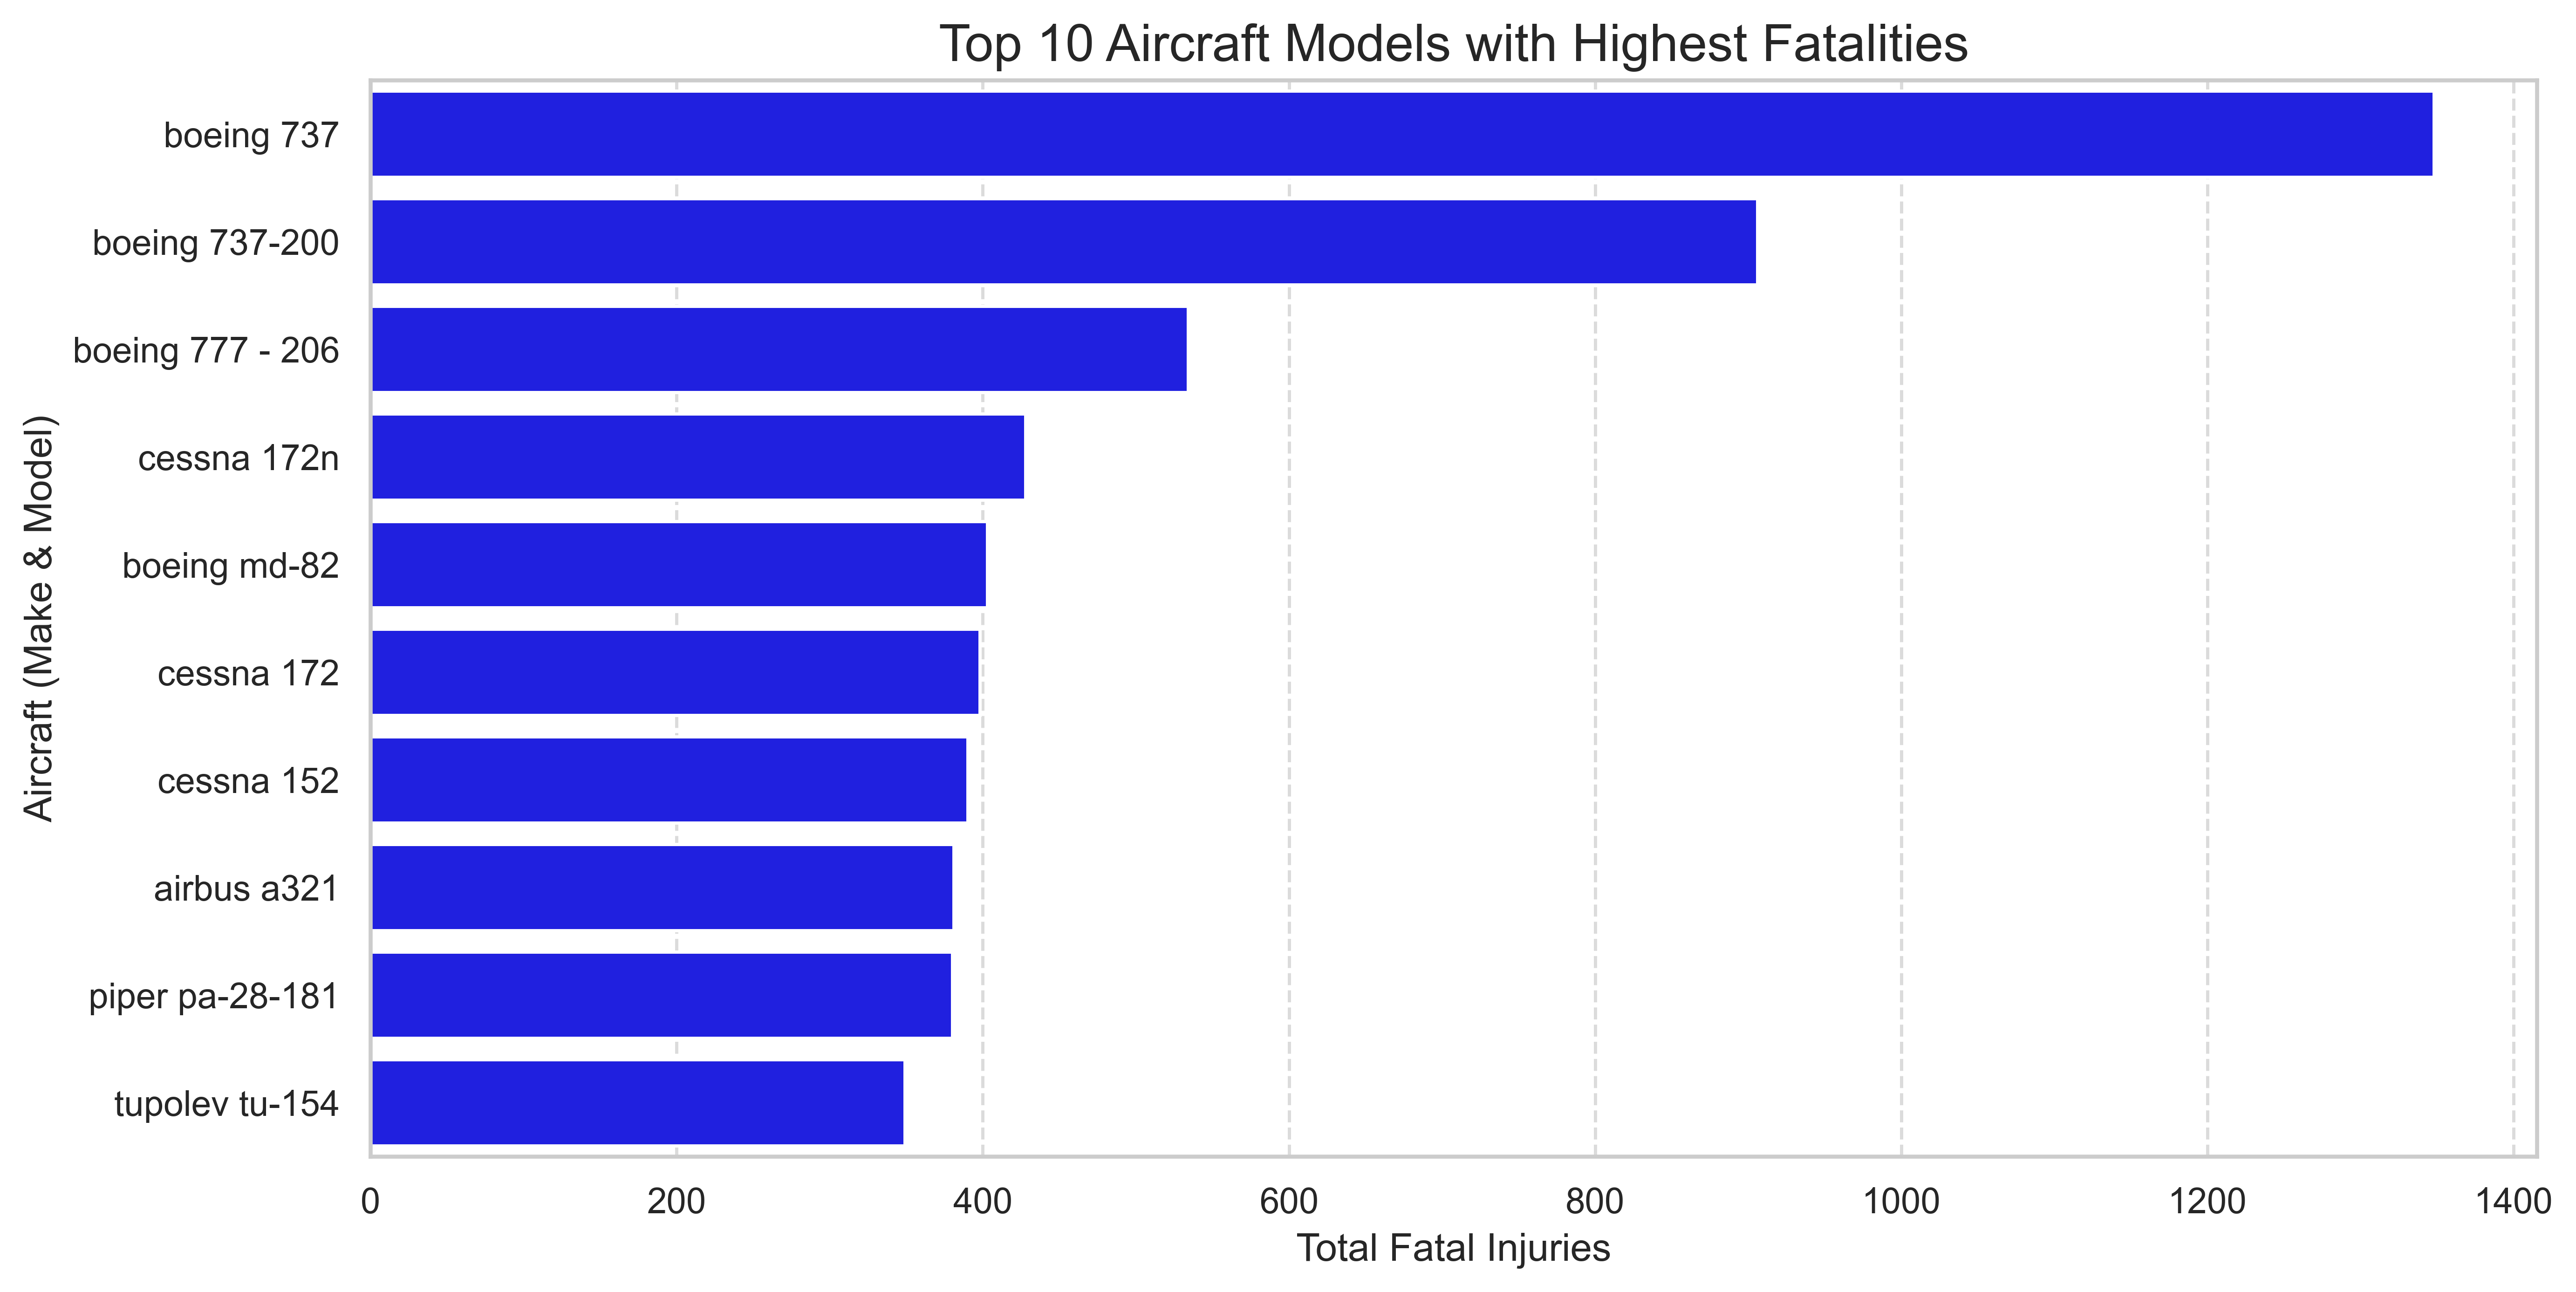 Top 10 Aircraft Models with Highest Fatalities
Aircraft (Make & Model)
boeing 737
boeing 737-200
boeing 777 - 206
cessna 172n
boeing md-82
cessna 172
cessna 152
airbus a321
piper pa-28-181
tupolev tu-154
0 200 400 600 800 1000 1200 1400
Total Fatal Injuries